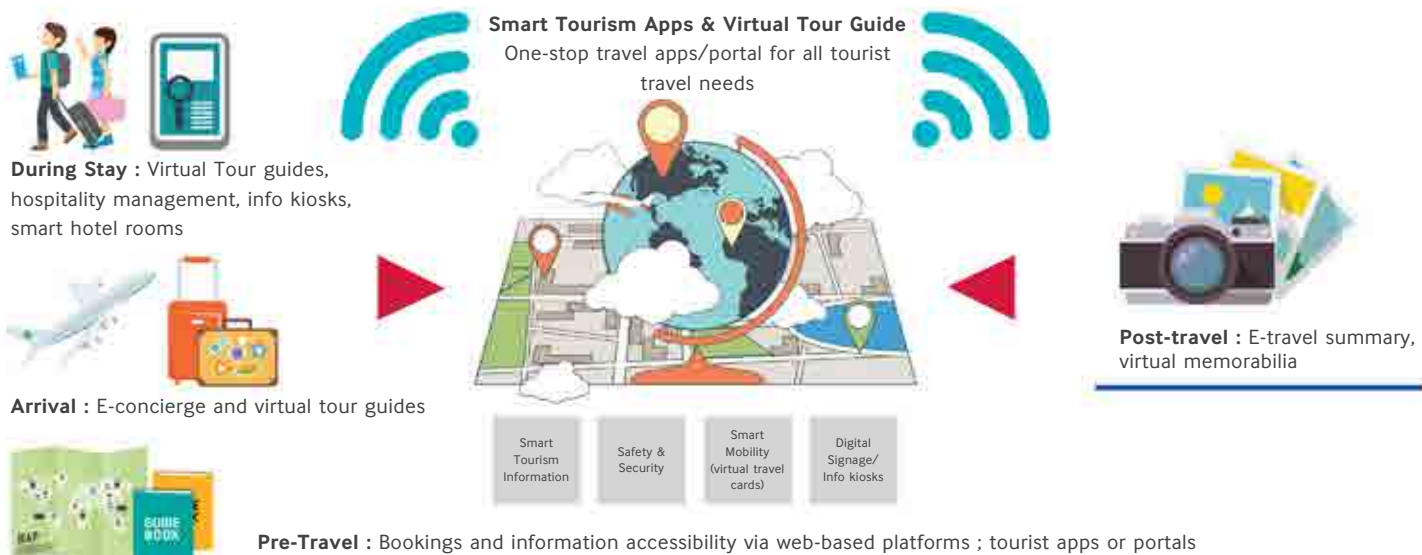 Smart Tourism Apps & Virtual Tour Guide
One-stop travel apps/portal for all tourist
travel needs
During Stay : Virtual Tour guides,
hospitality management, info kiosks,
smart hotel rooms
Post-travel : E-travel summary,
virtual memorabilia
Arrival : E-concierge and virtual tour guides
Smart
Tourism
Information
Safety &
Security
Smart
Mobility
(virtual travel
cards)
Digital
Signage/
Info kiosks
GUIDE
BOOK
Pre-Travel : Bookings and information accessibility via web-based platforms ; tourist apps or portals